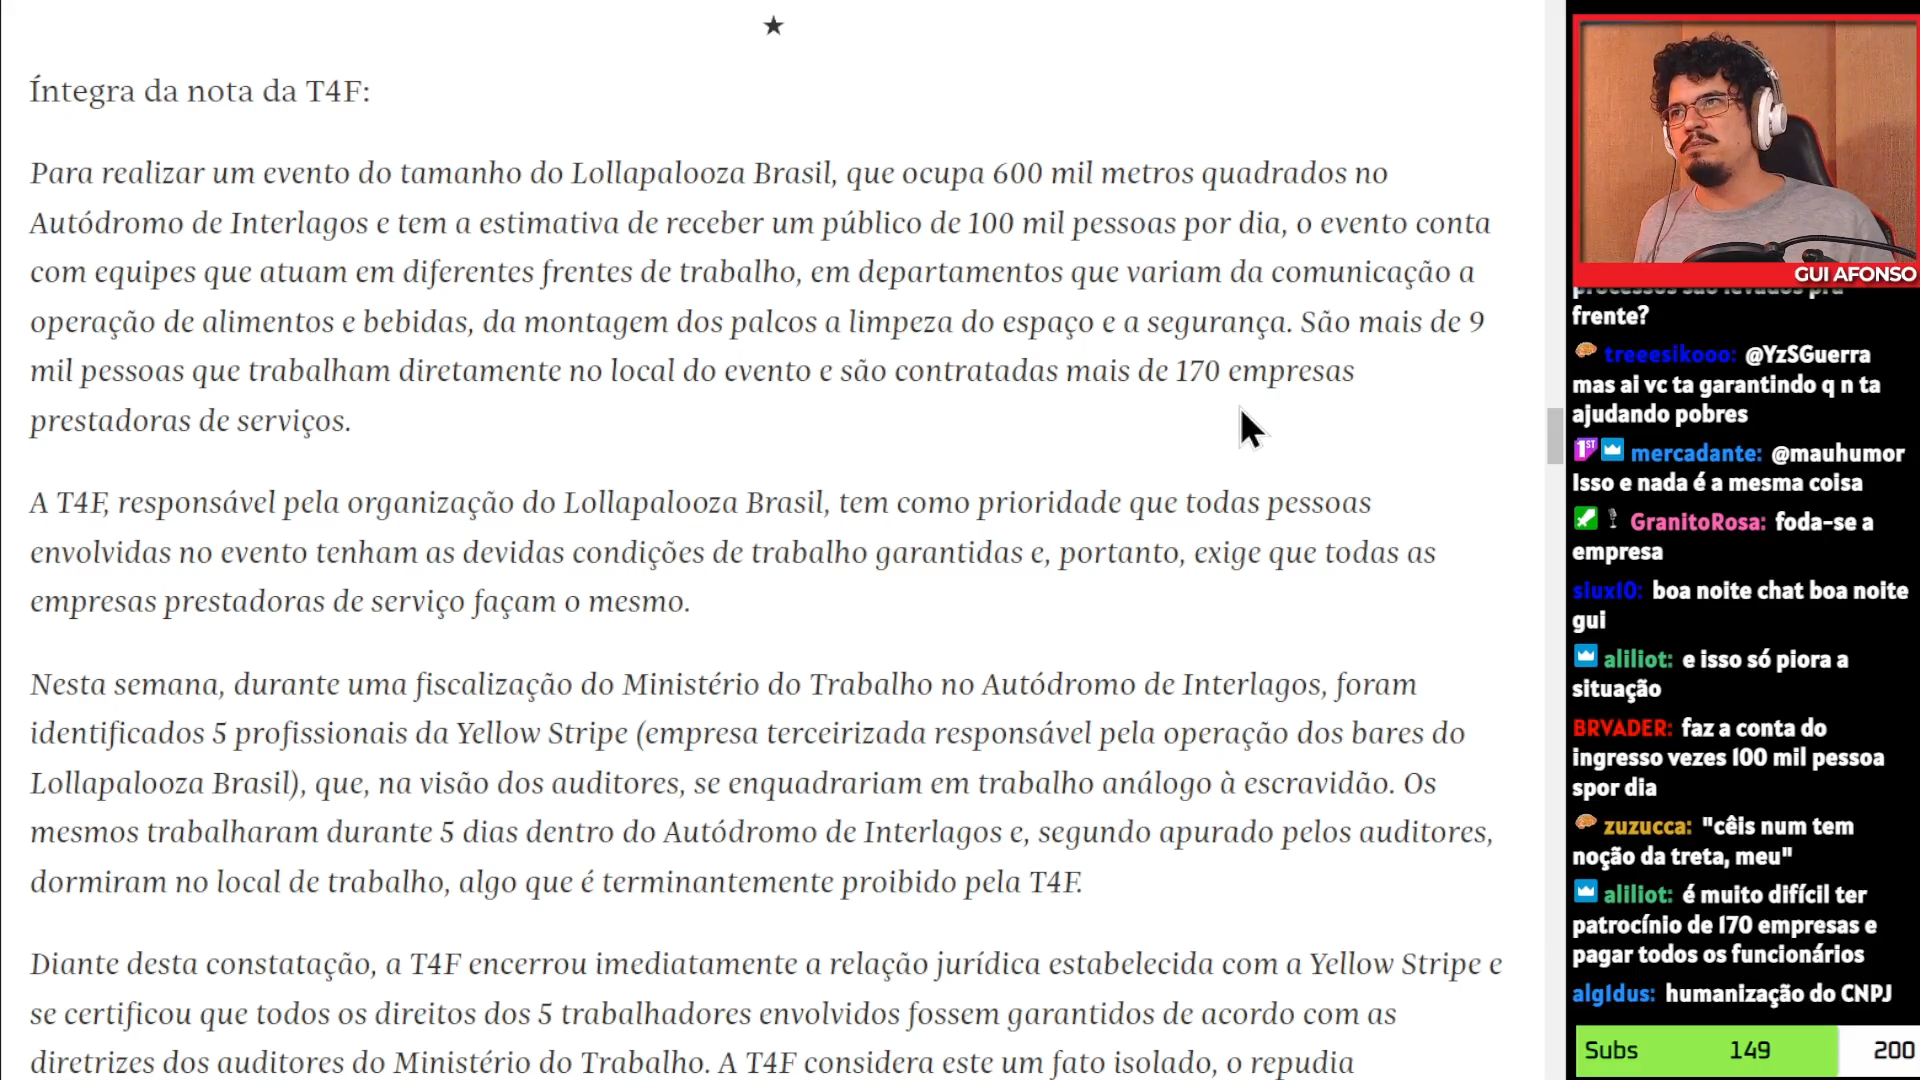 ★
Íntegra da nota da T4F:
Para realizar um evento do tamanho do Lollapalooza Brasil, que ocupa 600 mil metros quadrados no
Autódromo de Interlagos e tem a estimativa de receber um público de 100 mil pessoas por dia, o evento conta
com equipes que atuam em diferentes frentes de trabalho, em departamentos que variam da comunicação a
operação de alimentos e bebidas, da montagem dos palcos a limpeza do espaço e a segurança. São mais de 9
mil pessoas que trabalham diretamente no local do evento e são contratadas mais de 170 empresas
prestadoras de serviços.
A T4F, responsável pela organização do Lollapalooza Brasil, tem como prioridade que todas pessoas
envolvidas no evento tenham as devidas condições de trabalho garantidas e, portanto, exige que todas as
empresas prestadoras de serviço façam o mesmo.
Nesta semana, durante uma fiscalização do Ministério do Trabalho no Autódromo de Interlagos, foram
identificados 5 profissionais da Yellow Stripe (empresa terceirizada responsável pela operação dos bares do
Lollapalooza Brasil), que, na visão dos auditores, se enquadrariam em trabalho análogo à escravidão. Os
mesmos trabalharam durante 5 dias dentro do Autódromo de Interlagos e, segundo apurado pelos auditores,
dormiram no local de trabalho, algo que é terminantemente proibido pela T4F.
Diante desta constatação, a T4F encerrou imediatamente a relação jurídica estabelecida com a Yellow Stripe e
se certificou que todos os direitos dos 5 trabalhadores envolvidos fossem garantidos de acordo com as
diretrizes dos auditores do Ministério do Trabalho. A T4F considera este um fato isolado, o repudia
GUI AFONSO
processos são levados pra
frente?
treeesikooo: @YzSGuerra
mas ai vc ta garantindo q n ta
ajudando pobres
1ST mercadante: @mauhumor
Isso e nada é a mesma coisa
GranitoRosa: foda-se a
empresa
slux10: boa noite chat boa noite
gui
aliliot: e isso só piora a
situação
BRVADER: faz a conta do
ingresso vezes 100 mil pessoa
spor dia
zuzucca: "cêis num tem
noção da treta, meu"
aliliot: é muito difícil ter
patrocínio de 170 empresas e
pagar todos os funcionários
alg1dus: humanização do CNPJ
Subs 149 200